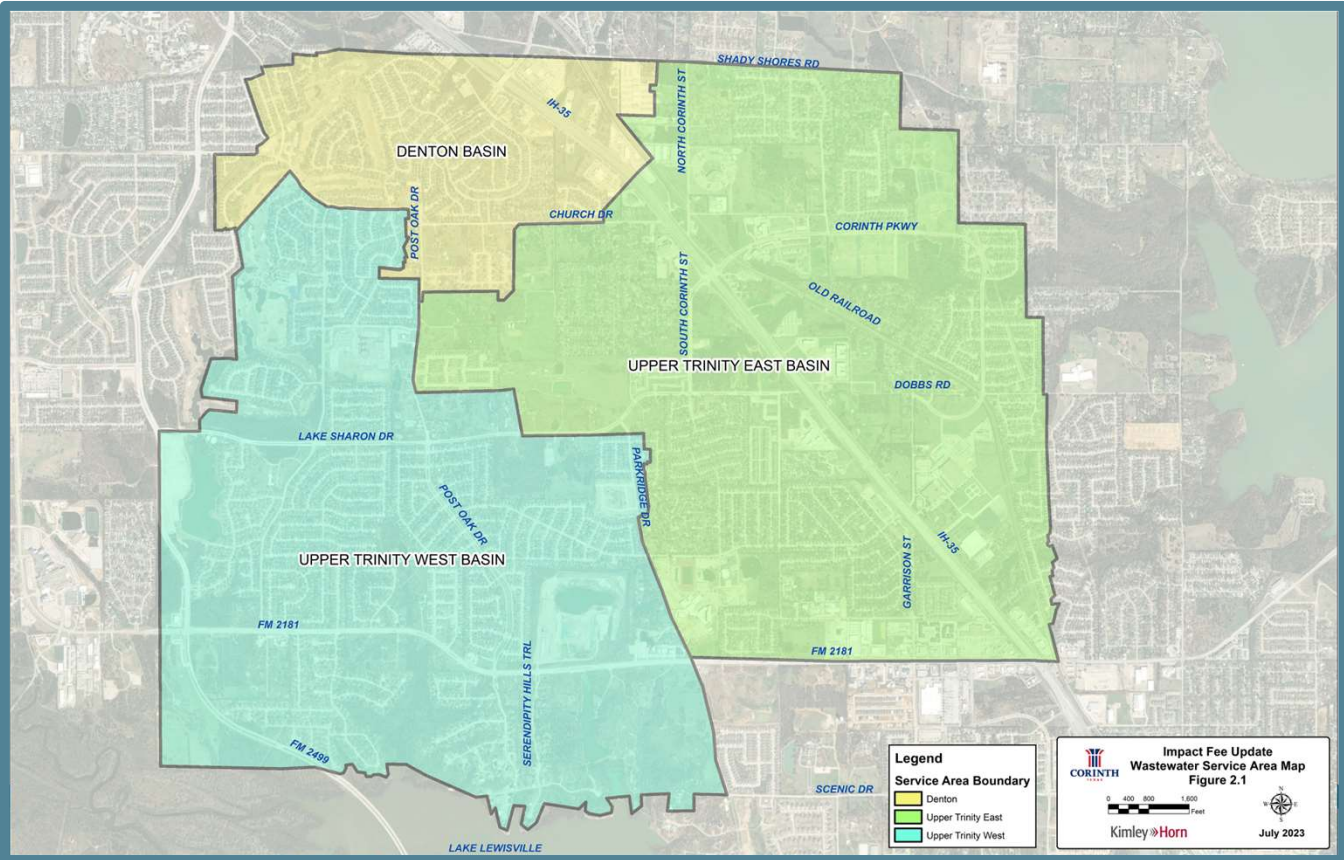 SHADY SHORES RD
IH-35
NORTH CORINTH ST
DENTON BASIN
POST OAK DR
CHURCH DR
CORINTH PKWY
SOUTH CORINTH ST
OLD RAILROAD
UPPER TRINITY EAST BASIN
DOBBS RD
LAKE SHARON DR
PARKRIDGE DR
POST OAK DR
UPPER TRINITY WEST BASIN
IH-35
GARRISON ST
FM 2181
FM 2181
SERENDIPITY HILLS TRL
FM 2499
SCENIC DR
LAKE LEWISVILLE
Legend
Service Area Boundary
Denton
Upper Trinity East
Upper Trinity West
CORINTH
TEXAS
Impact Fee Update
Wastewater Service Area Map
Figure 2.1
0 400 800 1,600
Feet
N
W E
S
Kimley»Horn
July 2023